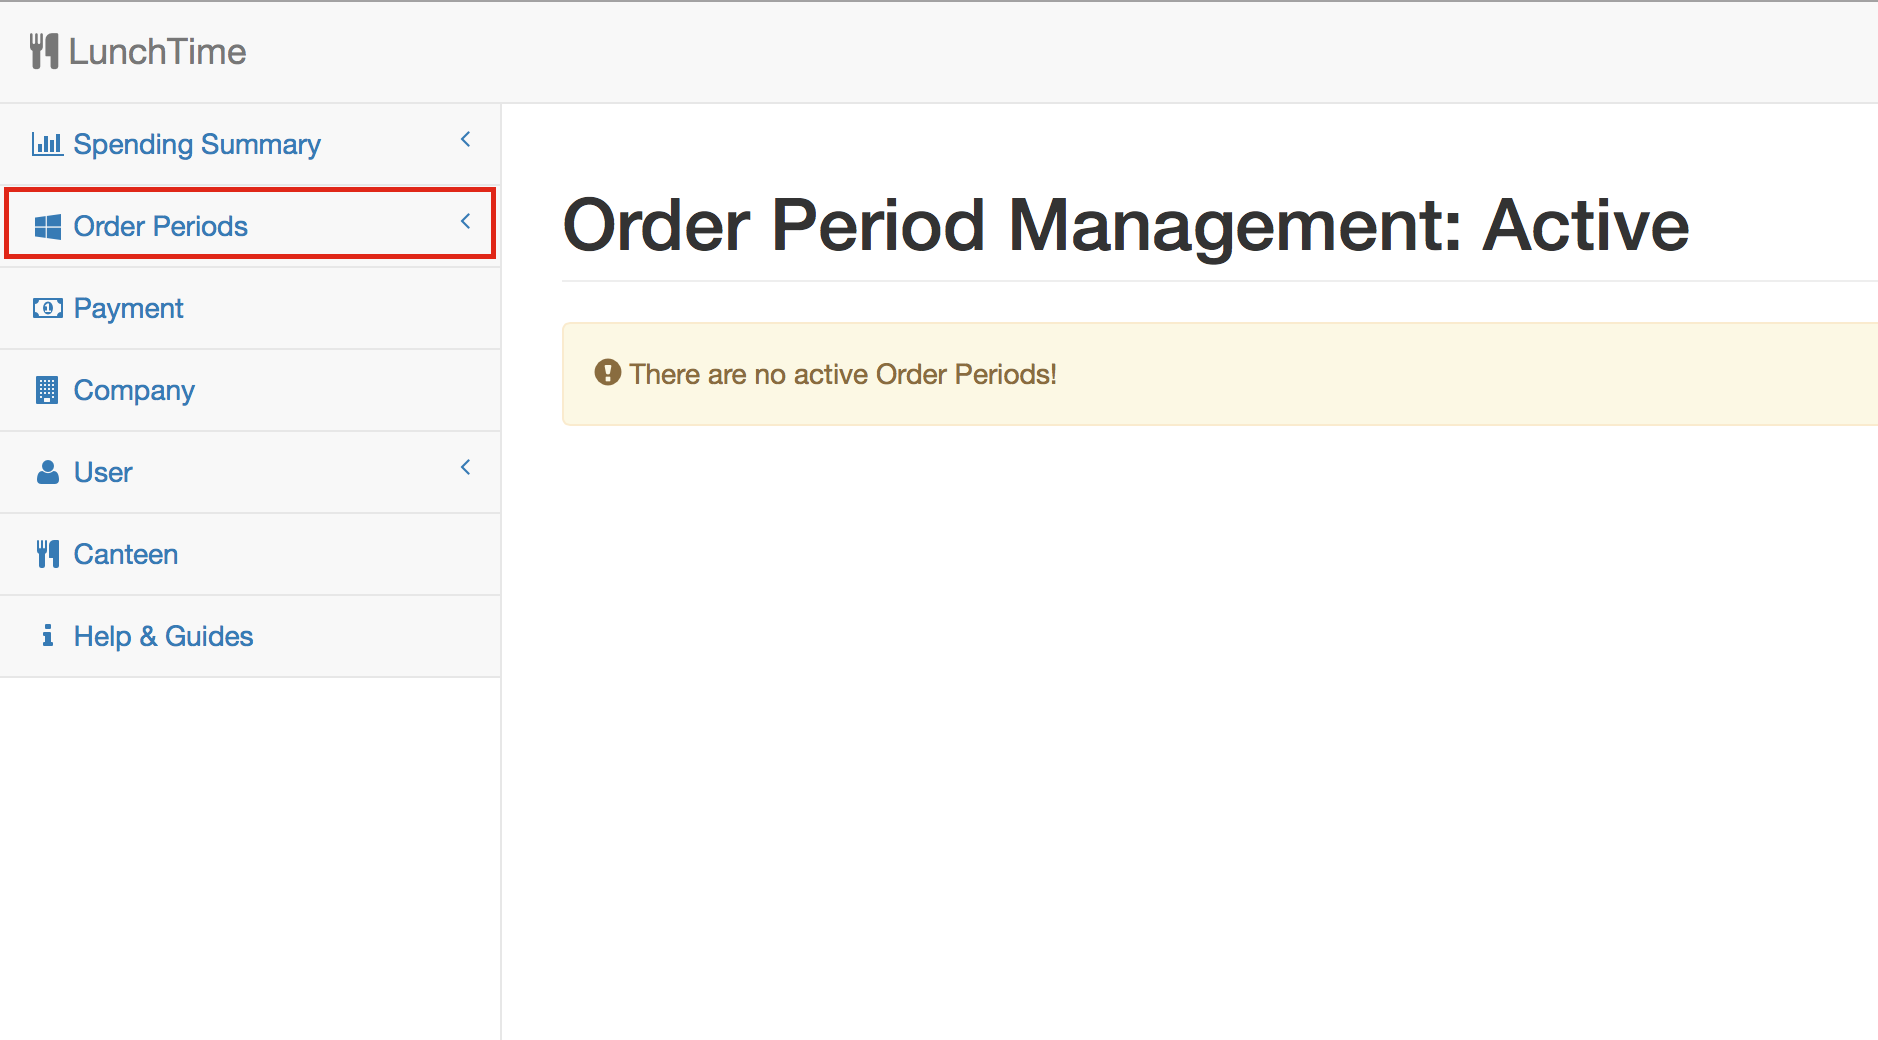 LunchTime
Spending Summary
Order Periods
Payment
Company
User
Canteen
Help & Guides
Order Period Management: Active
There are no active Order Periods!